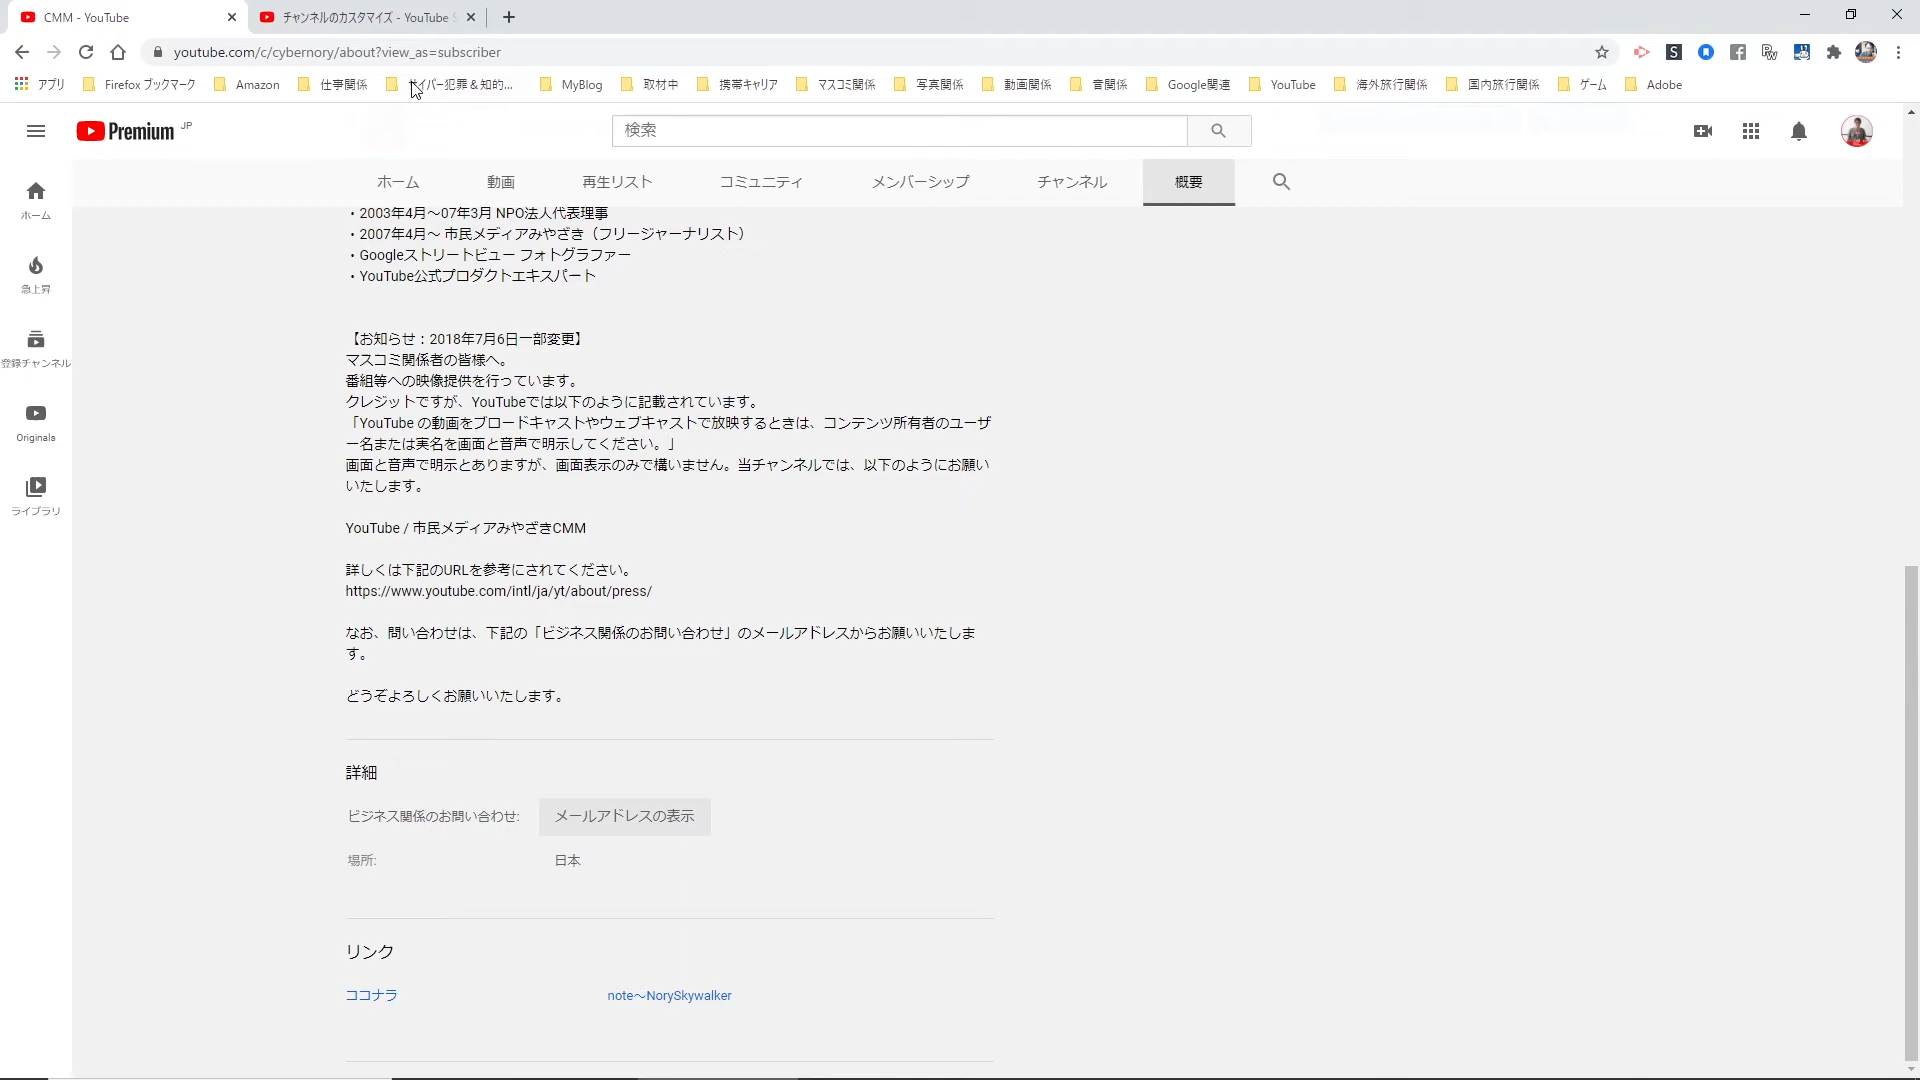 CMM - YouTube
チャンネルのカスタマイズ - YouTube S
youtube.com/c/cybernory/about?view_as=subscriber
アプリ Firefox ブックマーク Amazon 仕事関係 サイバー犯罪&知的... MyBlog 取材中 携帯キャリア マスコミ関係 写真関係 動画関係 音関係 Google関連 YouTube 海外旅行関係 国内旅行関係 ゲーム Adobe
Premium JP
検索
ホーム 動画 再生リスト コミュニティ メンバーシップ チャンネル 概要
ホーム
急上昇
登録チャンネル
Originals
ライブラリ
・2003年4月～07年3月 NPO法人代表理事
・2007年4月～ 市民メディアみやざき（フリージャーナリスト）
・Googleストリートビュー フォトグラファー
・YouTube公式プロダクトエキスパート
【お知らせ：2018年7月6日一部変更】
マスコミ関係者の皆様へ。
番組等への映像提供を行っています。
クレジットですが、YouTubeでは以下のように記載されています。
「YouTube の動画をブロードキャストやウェブキャストで放映するときは、コンテンツ所有者のユーザ
ー名または実名を画面と音声で明示してください。」
画面と音声で明示とありますが、画面表示のみで構いません。当チャンネルでは、以下のようにお願い
いたします。
YouTube / 市民メディアみやざきCMM
詳しくは下記のURLを参考にされてください。
https://www.youtube.com/intl/ja/yt/about/press/
なお、問い合わせは、下記の「ビジネス関係のお問い合わせ」のメールアドレスからお願いいたしま
す。
どうぞよろしくお願いいたします。
詳細
ビジネス関係のお問い合わせ: メールアドレスの表示
場所: 日本
リンク
ココナラ note～NorySkywalker